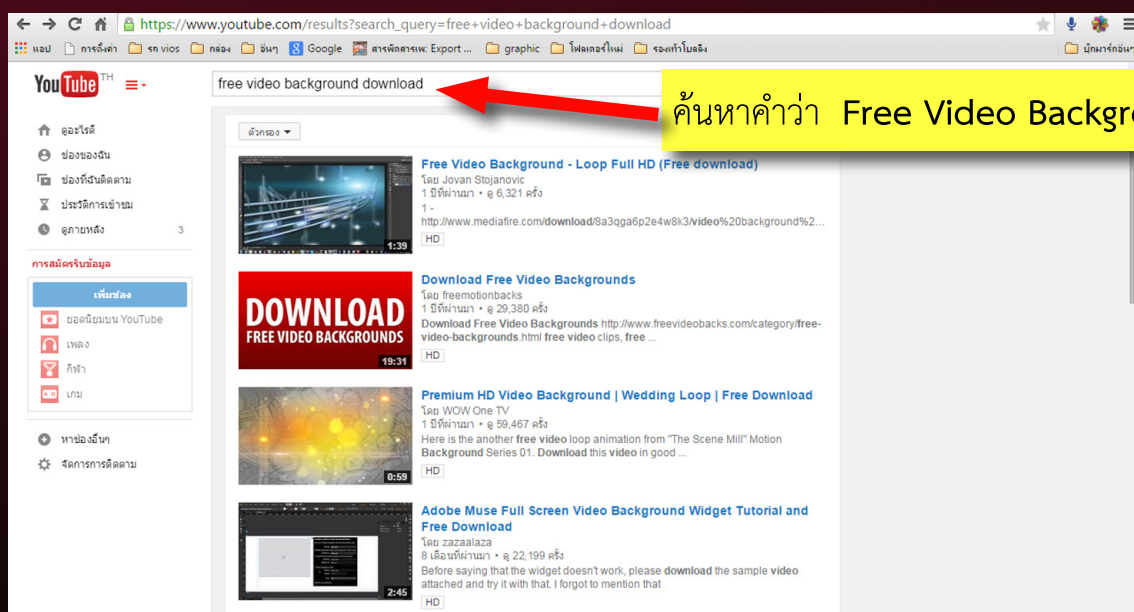 https://www.youtube.com/results?search_query=free+video+background+download
แอป การตั้งค่า รถ vios กล่อง อื่นๆ Google สารพัดสารเพ: Export ... graphic โฟลเดอร์ใหม่ รองเท้าโบลลิ่ง บุ๊กมาร์กอื่นๆ
You Tube TH
free video background download
ค้นหาคำว่า Free Video Backgr
ดูอะไรดี
ช่องของฉัน
ช่องที่ฉันติดตาม
ประวัติการเข้าชม
ดูภายหลัง 3
การสมัครรับข้อมูล
เพิ่มช่อง
ยอดนิยมบน YouTube
เพลง
กีฬา
เกม
หาช่องอื่นๆ
จัดการการติดตาม
ตัวกรอง
1:39
Free Video Background - Loop Full HD (Free download)
โดย Jovan Stojanovic
1 ปีที่ผ่านมา • ดู 6,321 ครั้ง
1 -
http://www.mediafire.com/download/8a3qga6p2e4w8k3/video%20background%2...
HD
DOWNLOAD
FREE VIDEO BACKGROUNDS
19:31
Download Free Video Backgrounds
โดย freemotionbacks
1 ปีที่ผ่านมา • ดู 29,380 ครั้ง
Download Free Video Backgrounds http://www.freevideobacks.com/category/free-
video-backgrounds.html free video clips, free ...
HD
0:59
Premium HD Video Background | Wedding Loop | Free Download
โดย WOW One TV
1 ปีที่ผ่านมา • ดู 59,467 ครั้ง
Here is the another free video loop animation from "The Scene Mill" Motion
Background Series 01. Download this video in good ...
HD
2:45
Adobe Muse Full Screen Video Background Widget Tutorial and
Free Download
โดย zazaalaza
8 เดือนที่ผ่านมา • ดู 22,199 ครั้ง
Before saying that the widget doesn't work, please download the sample video
attached and try it with that. I forgot to mention that
HD